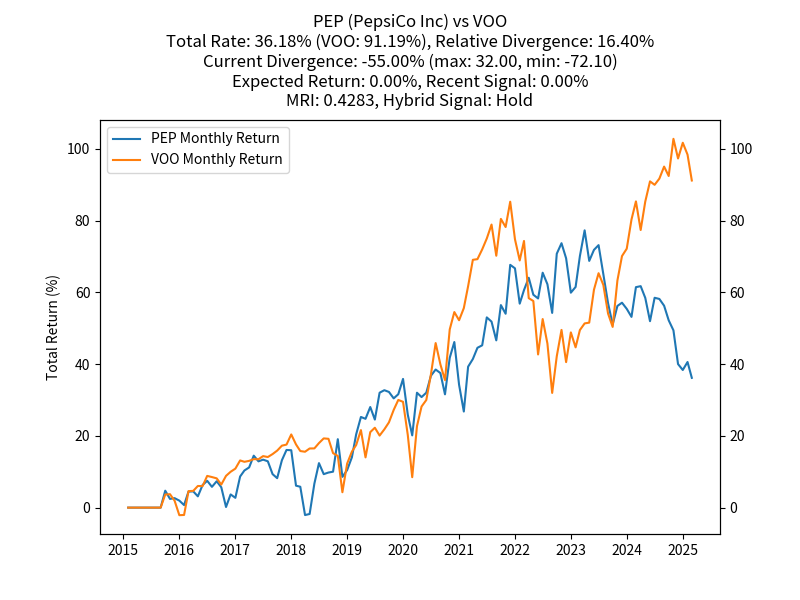 PEP (PepsiCo Inc) vs VOO
Total Rate: 36.18% (VOO: 91.19%), Relative Divergence: 16.40%
Current Divergence: -55.00% (max: 32.00, min: -72.10)
Expected Return: 0.00%, Recent Signal: 0.00%
MRI: 0.4283, Hybrid Signal: Hold
PEP Monthly Return
VOO Monthly Return
Total Return (%)
100
80
60
40
20
0
100
80
60
40
20
0
2015 2016 2017 2018 2019 2020 2021 2022 2023 2024 2025